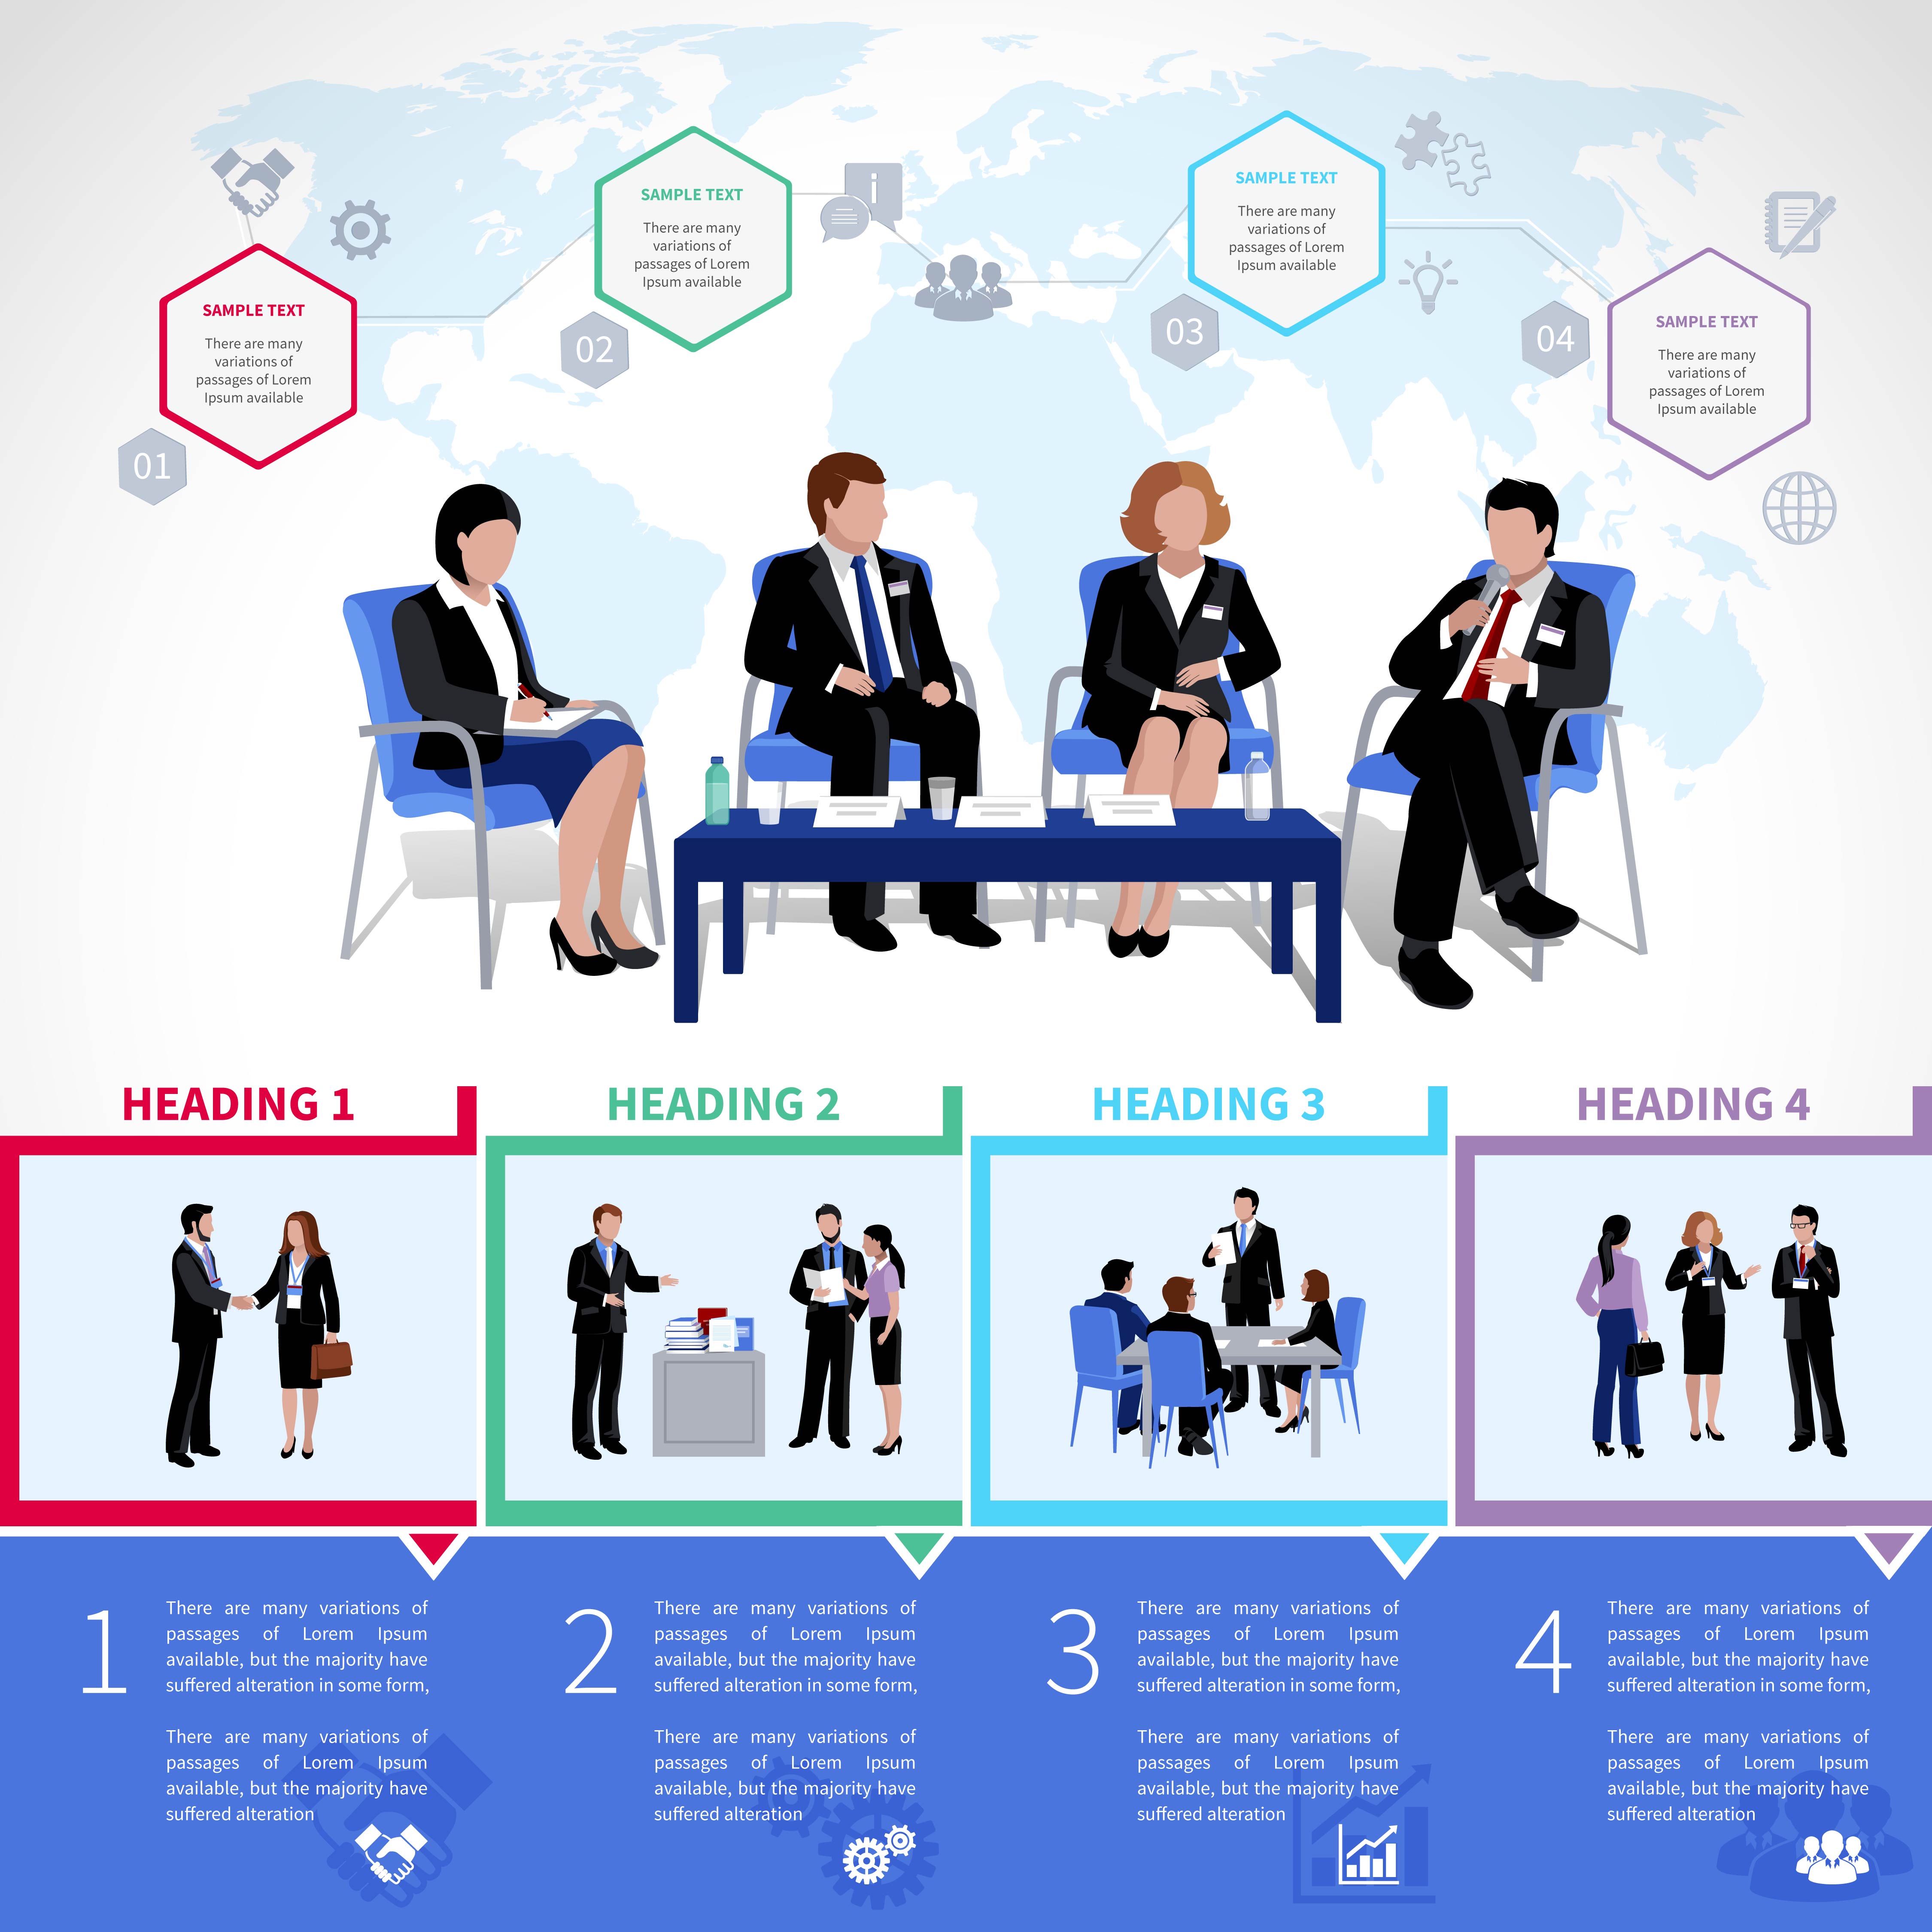 SAMPLE TEXT
There are many
variations of
passages of Lorem
Ipsum available
01
SAMPLE TEXT
There are many
variations of
passages of Lorem
Ipsum available
02
SAMPLE TEXT
There are many
variations of
passages of Lorem
Ipsum available
03
SAMPLE TEXT
There are many
variations of
passages of Lorem
Ipsum available
04
i
HEADING 1
HEADING 2
HEADING 3
HEADING 4
1
There are many variations of
passages of Lorem Ipsum
available, but the majority have
suffered alteration in some form,
There are many variations of
passages of Lorem Ipsum
available, but the majority have
suffered alteration
2
There are many variations of
passages of Lorem Ipsum
available, but the majority have
suffered alteration in some form,
There are many variations of
passages of Lorem Ipsum
available, but the majority have
suffered alteration
3
There are many variations of
passages of Lorem Ipsum
available, but the majority have
suffered alteration in some form,
There are many variations of
passages of Lorem Ipsum
available, but the majority have
suffered alteration
4
There are many variations of
passages of Lorem Ipsum
available, but the majority have
suffered alteration in some form,
There are many variations of
passages of Lorem Ipsum
available, but the majority have
suffered alteration